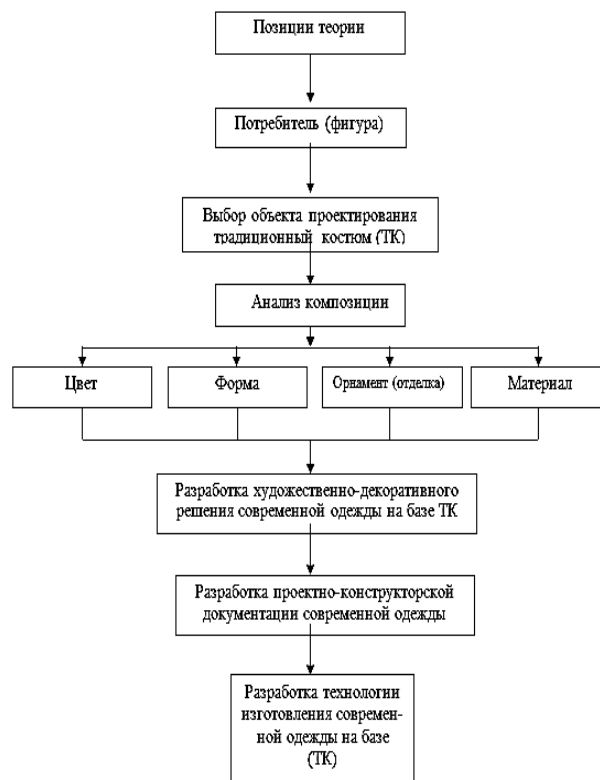 Позиции теории
Потребитель (фигура)
Выбор объекта проектирования
традиционный костюм (ТК)
Анализ композиции
Цвет
Форма
Орнамент (отделка)
Материал
Разработка художественно-декоративного
решения современной одежды на базе ТК
Разработка проектно-конструкторской
документации современной одежды
Разработка технологии
изготовления современ-
ной одежды на базе
(ТК)